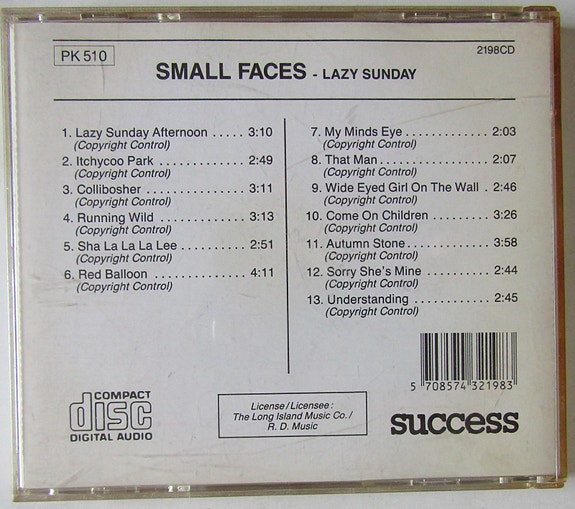 PK 510
2198CD
SMALL FACES - LAZY SUNDAY
1. Lazy Sunday Afternoon ..... 3:10
(Copyright Control)
2. Itchycoo Park ............. 2:49
(Copyright Control)
3. Collibosher ............... 3:11
(Copyright Control)
4. Running Wild .............. 3:13
(Copyright Control)
5. Sha La La La Lee .......... 2:51
(Copyright Control)
6. Red Balloon ............. 4:11
(Copyright Control)
7. My Minds Eye ............. 2:03
(Copyright Control)
8. That Man ................. 2:07
(Copyright Control)
9. Wide Eyed Girl On The Wall . 2:46
(Copyright Control)
10. Come On Children ......... 3:26
(Copyright Control)
11. Autumn Stone ............ 3:58
(Copyright Control)
12. Sorry She's Mine .......... 2:44
(Copyright Control)
13. Understanding ........... 2:45
(Copyright Control)
5 708574 321983
COMPACT
disc
DIGITAL AUDIO
License/Licensee:
The Long Island Music Co./
R. D. Music
success